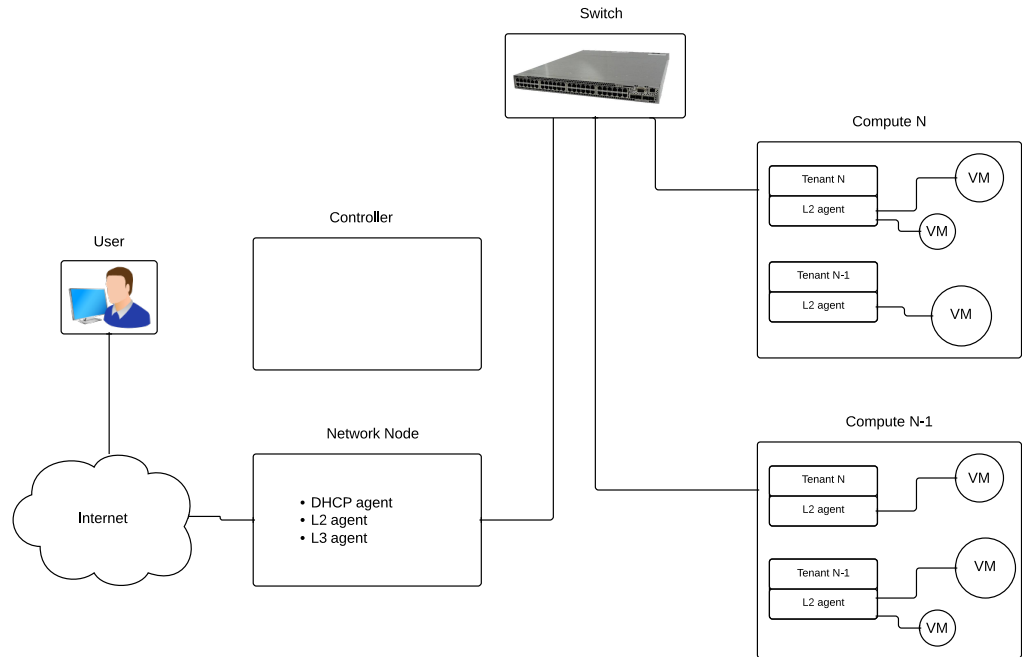 Switch
Compute N
Tenant N
L2 agent
VM
VM
Tenant N-1
L2 agent
VM
Controller
User
Network Node
• DHCP agent
• L2 agent
• L3 agent
Internet
Compute N-1
Tenant N
L2 agent
VM
Tenant N-1
L2 agent
VM
VM